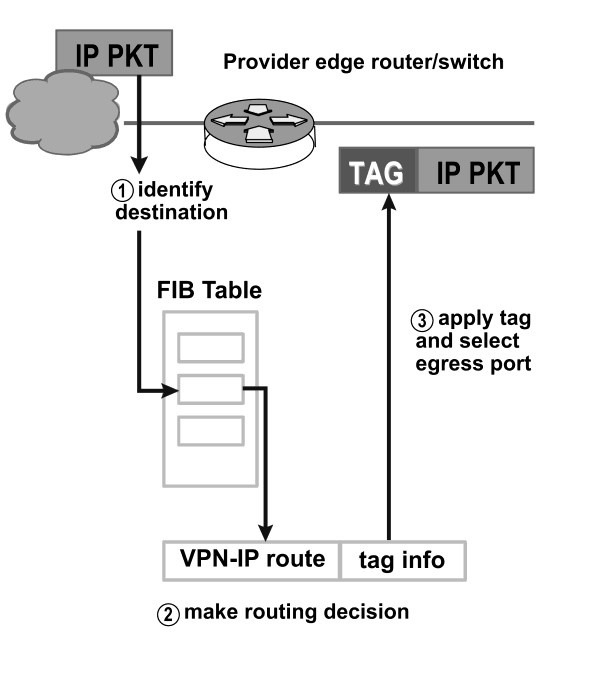 IP PKT
Provider edge router/switch
TAG IP PKT
① identify
destination
FIB Table
③ apply tag
and select
egress port
VPN-IP route tag info
② make routing decision